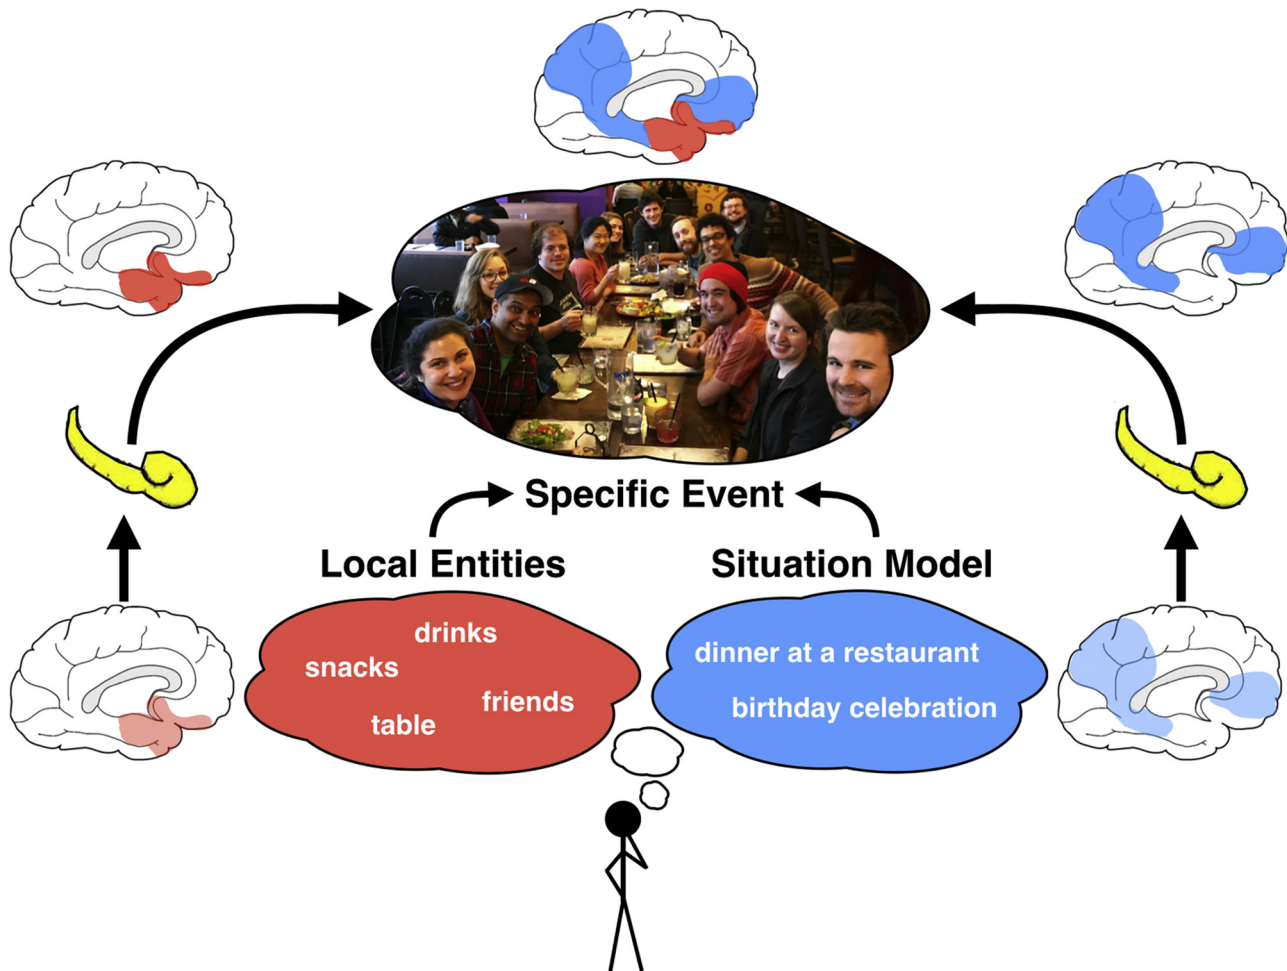 Specific Event
Local Entities
Situation Model
drinks
snacks
friends
table
dinner at a restaurant
birthday celebration